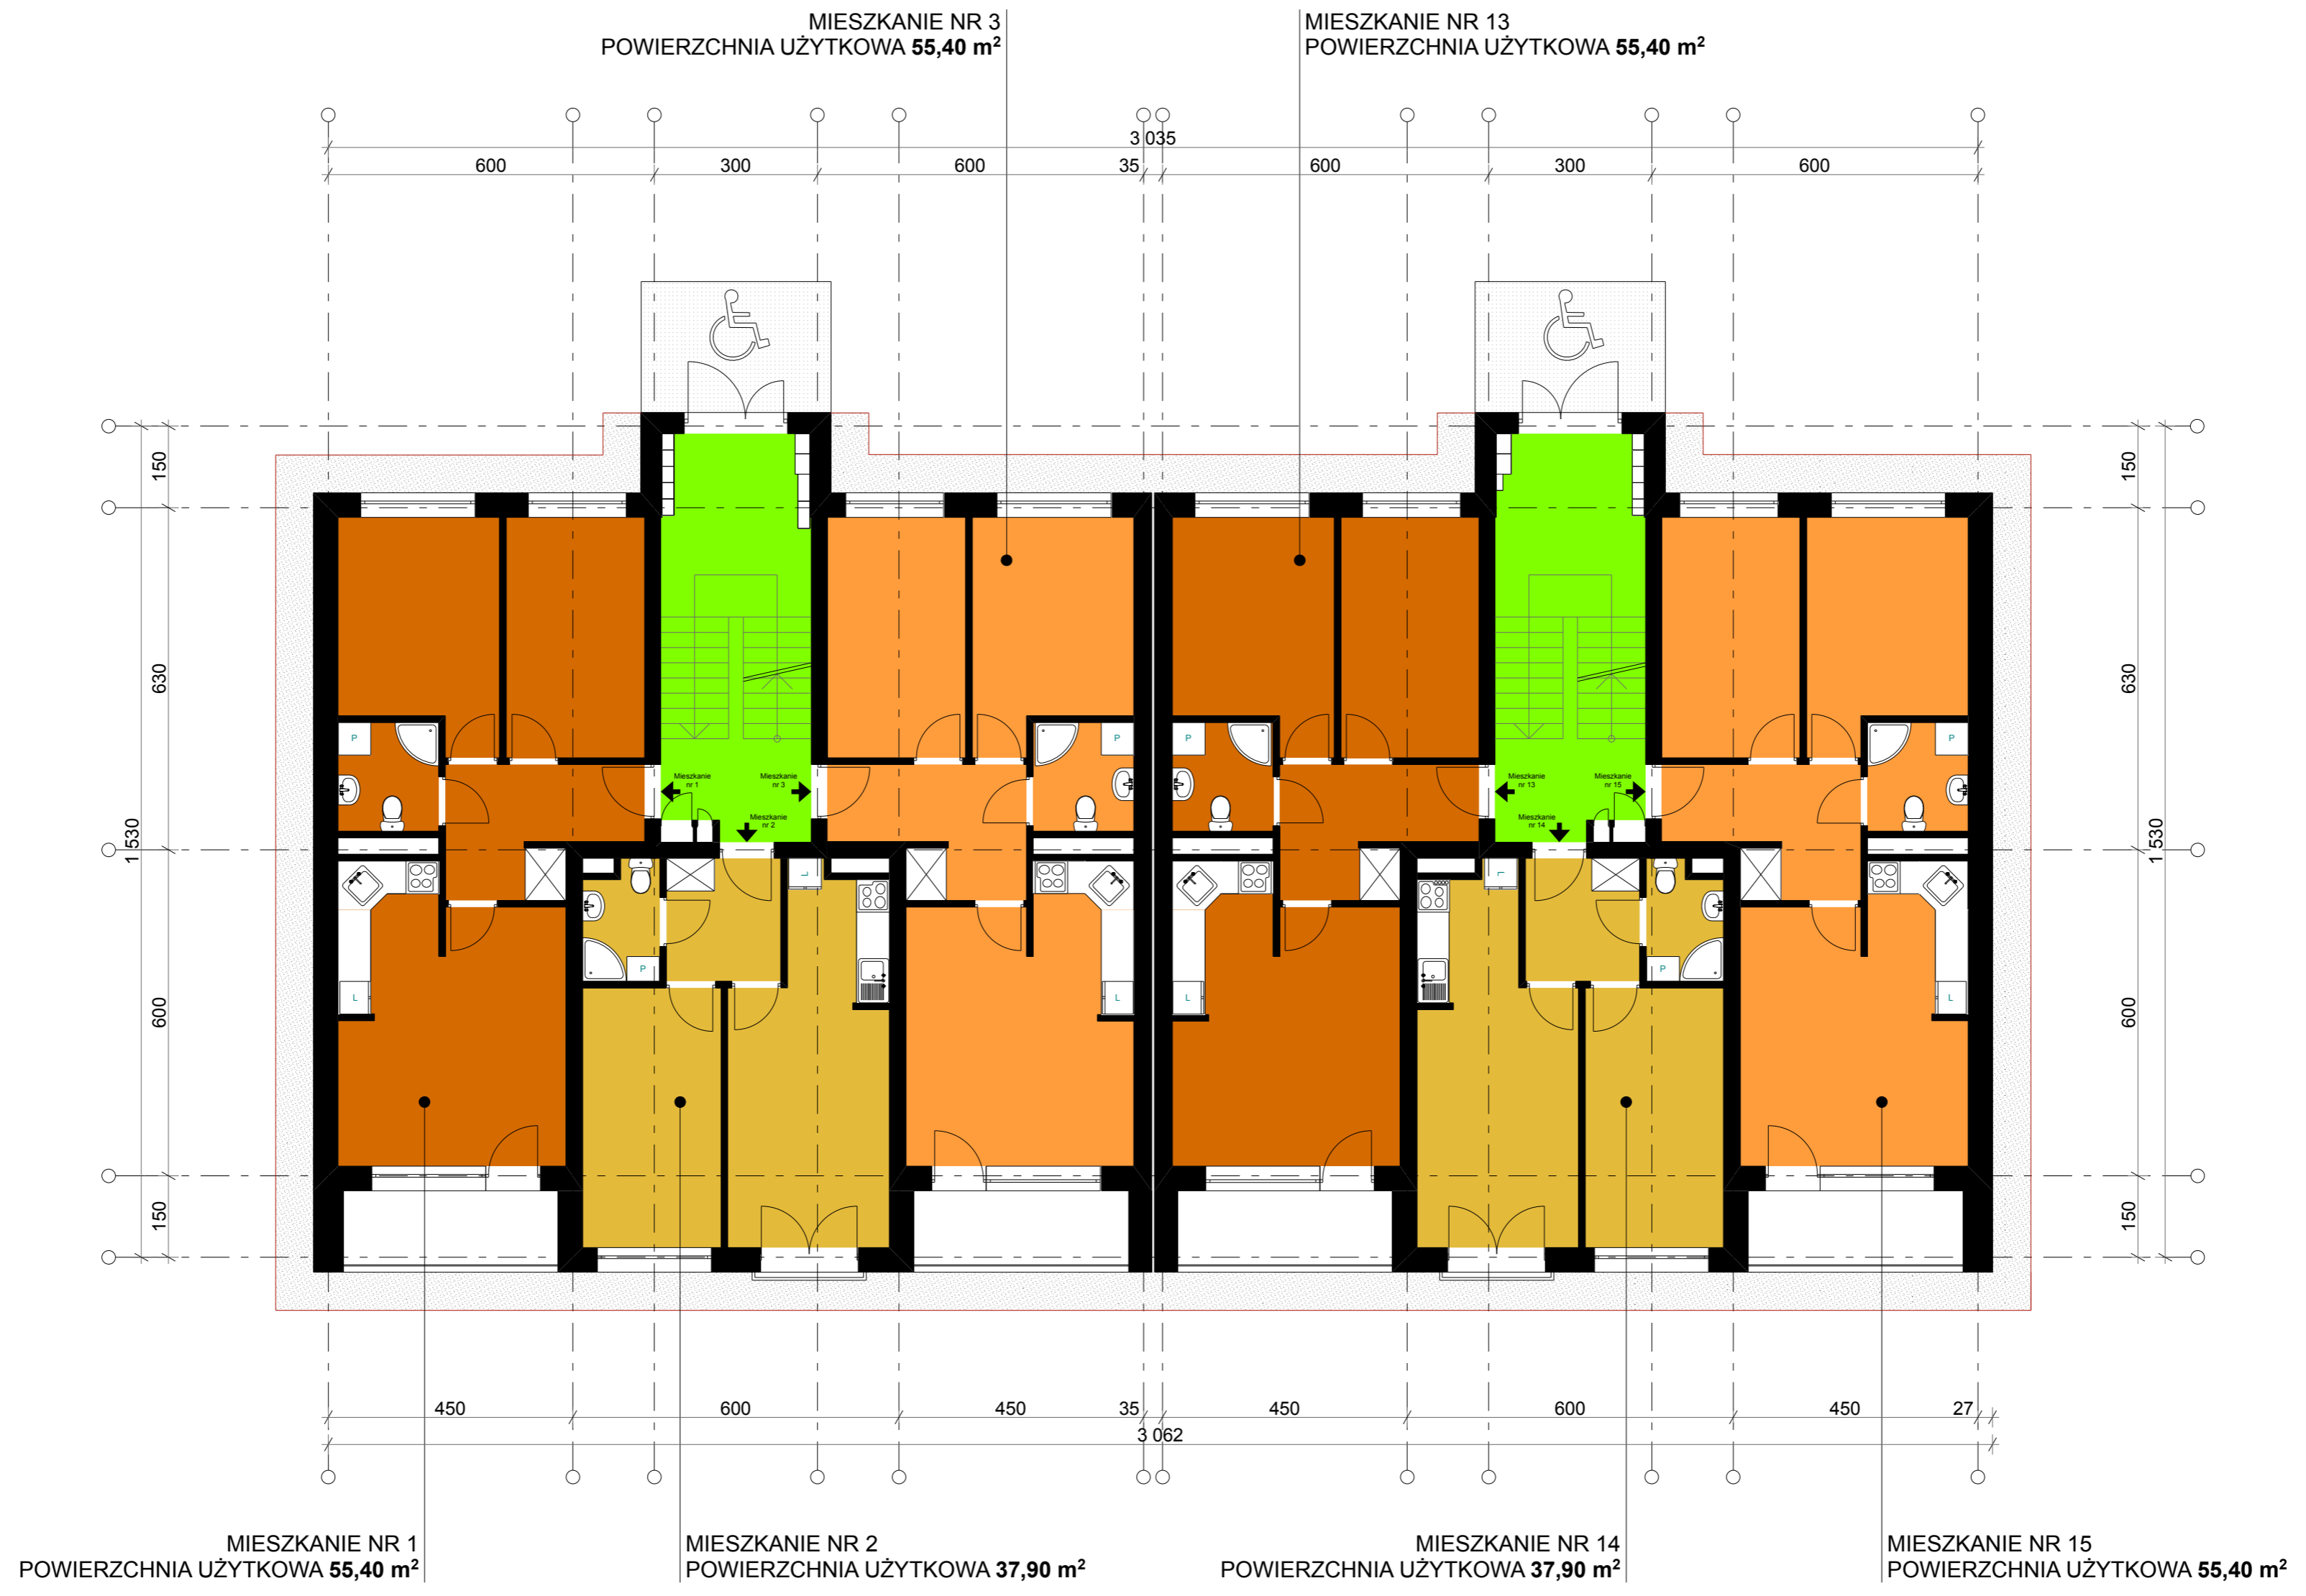 MIESZKANIE NR 3
POWIERZCHNIA UŻYTKOWA 55,40 m²
MIESZKANIE NR 13
POWIERZCHNIA UŻYTKOWA 55,40 m²
3 035
600 300 600 35 600 300 600
150
630
1 530
600
150
150
630
1 530
600
150
P
P
P
P
Mieszkanie
nr 1
Mieszkanie
nr 3
Mieszkanie
nr 2
Mieszkanie
nr 13
Mieszkanie
nr 15
Mieszkanie
nr 14
L
L
P
P
L
L
L
L
450 600 450 35 450 600 450 27
3 062
MIESZKANIE NR 1
POWIERZCHNIA UŻYTKOWA 55,40 m²
MIESZKANIE NR 2
POWIERZCHNIA UŻYTKOWA 37,90 m²
MIESZKANIE NR 14
POWIERZCHNIA UŻYTKOWA 37,90 m²
MIESZKANIE NR 15
POWIERZCHNIA UŻYTKOWA 55,40 m²